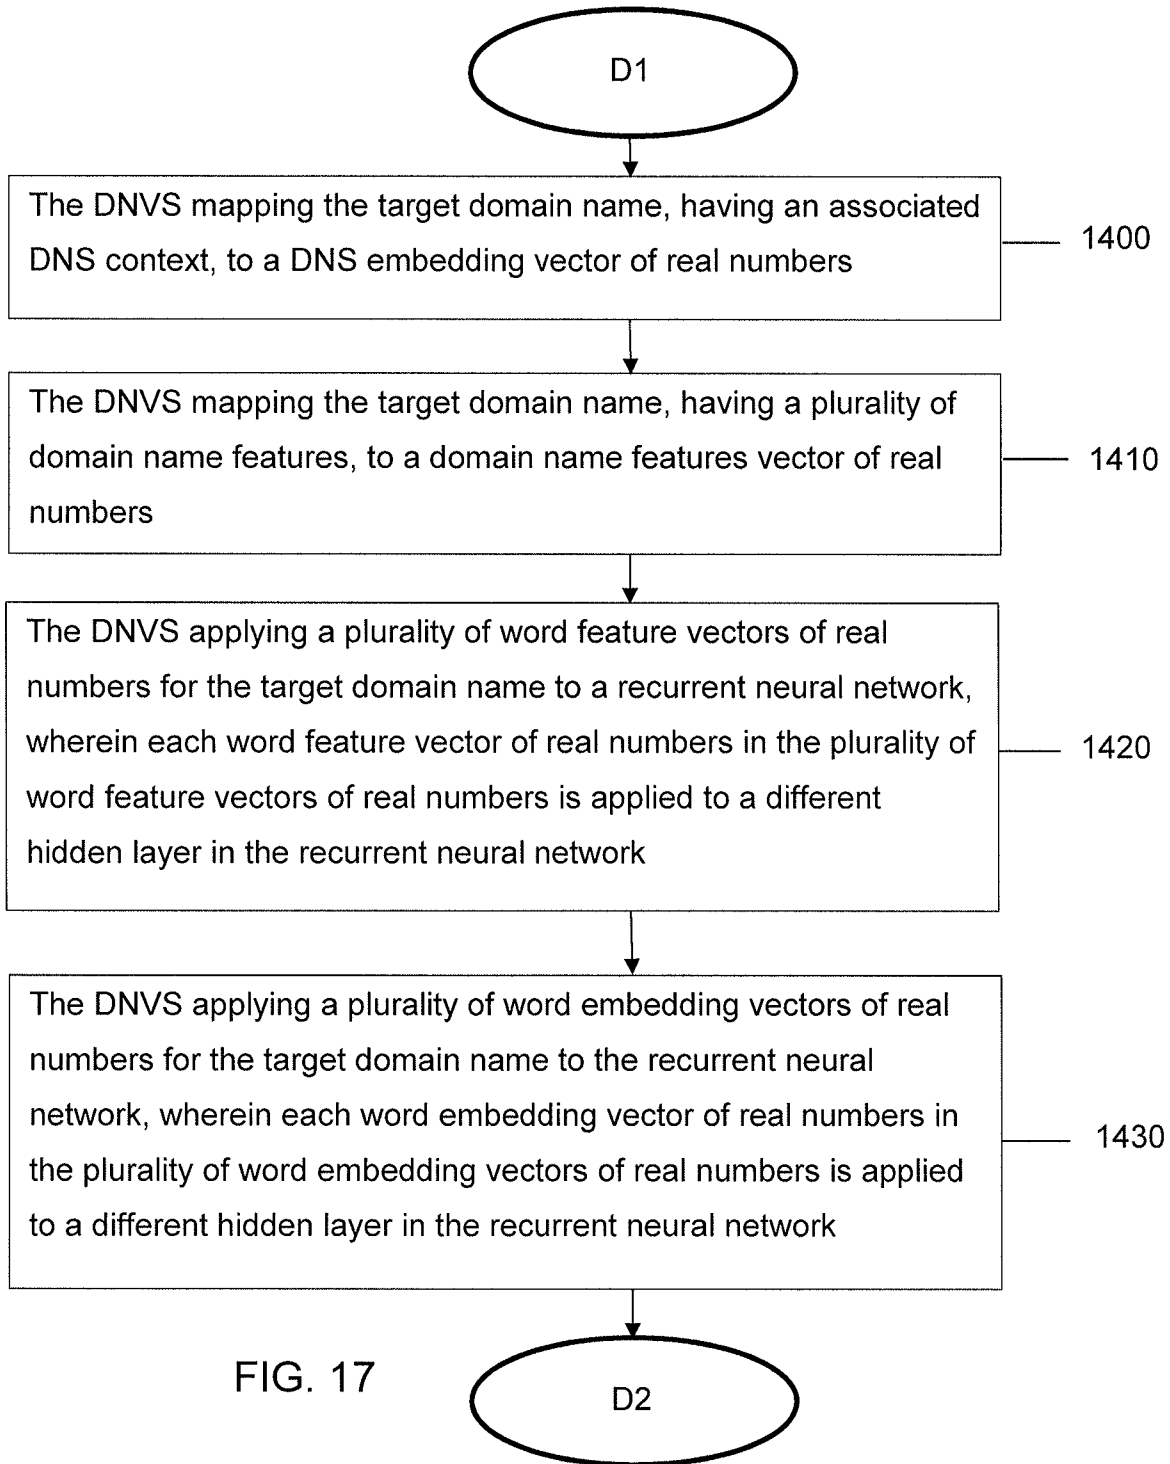 D1
The DNVS mapping the target domain name, having an associated
DNS context, to a DNS embedding vector of real numbers
1400
The DNVS mapping the target domain name, having a plurality of
domain name features, to a domain name features vector of real
numbers
1410
The DNVS applying a plurality of word feature vectors of real
numbers for the target domain name to a recurrent neural network,
wherein each word feature vector of real numbers in the plurality of
word feature vectors of real numbers is applied to a different
hidden layer in the recurrent neural network
1420
The DNVS applying a plurality of word embedding vectors of real
numbers for the target domain name to the recurrent neural
network, wherein each word embedding vector of real numbers in
the plurality of word embedding vectors of real numbers is applied
to a different hidden layer in the recurrent neural network
1430
FIG. 17
D2